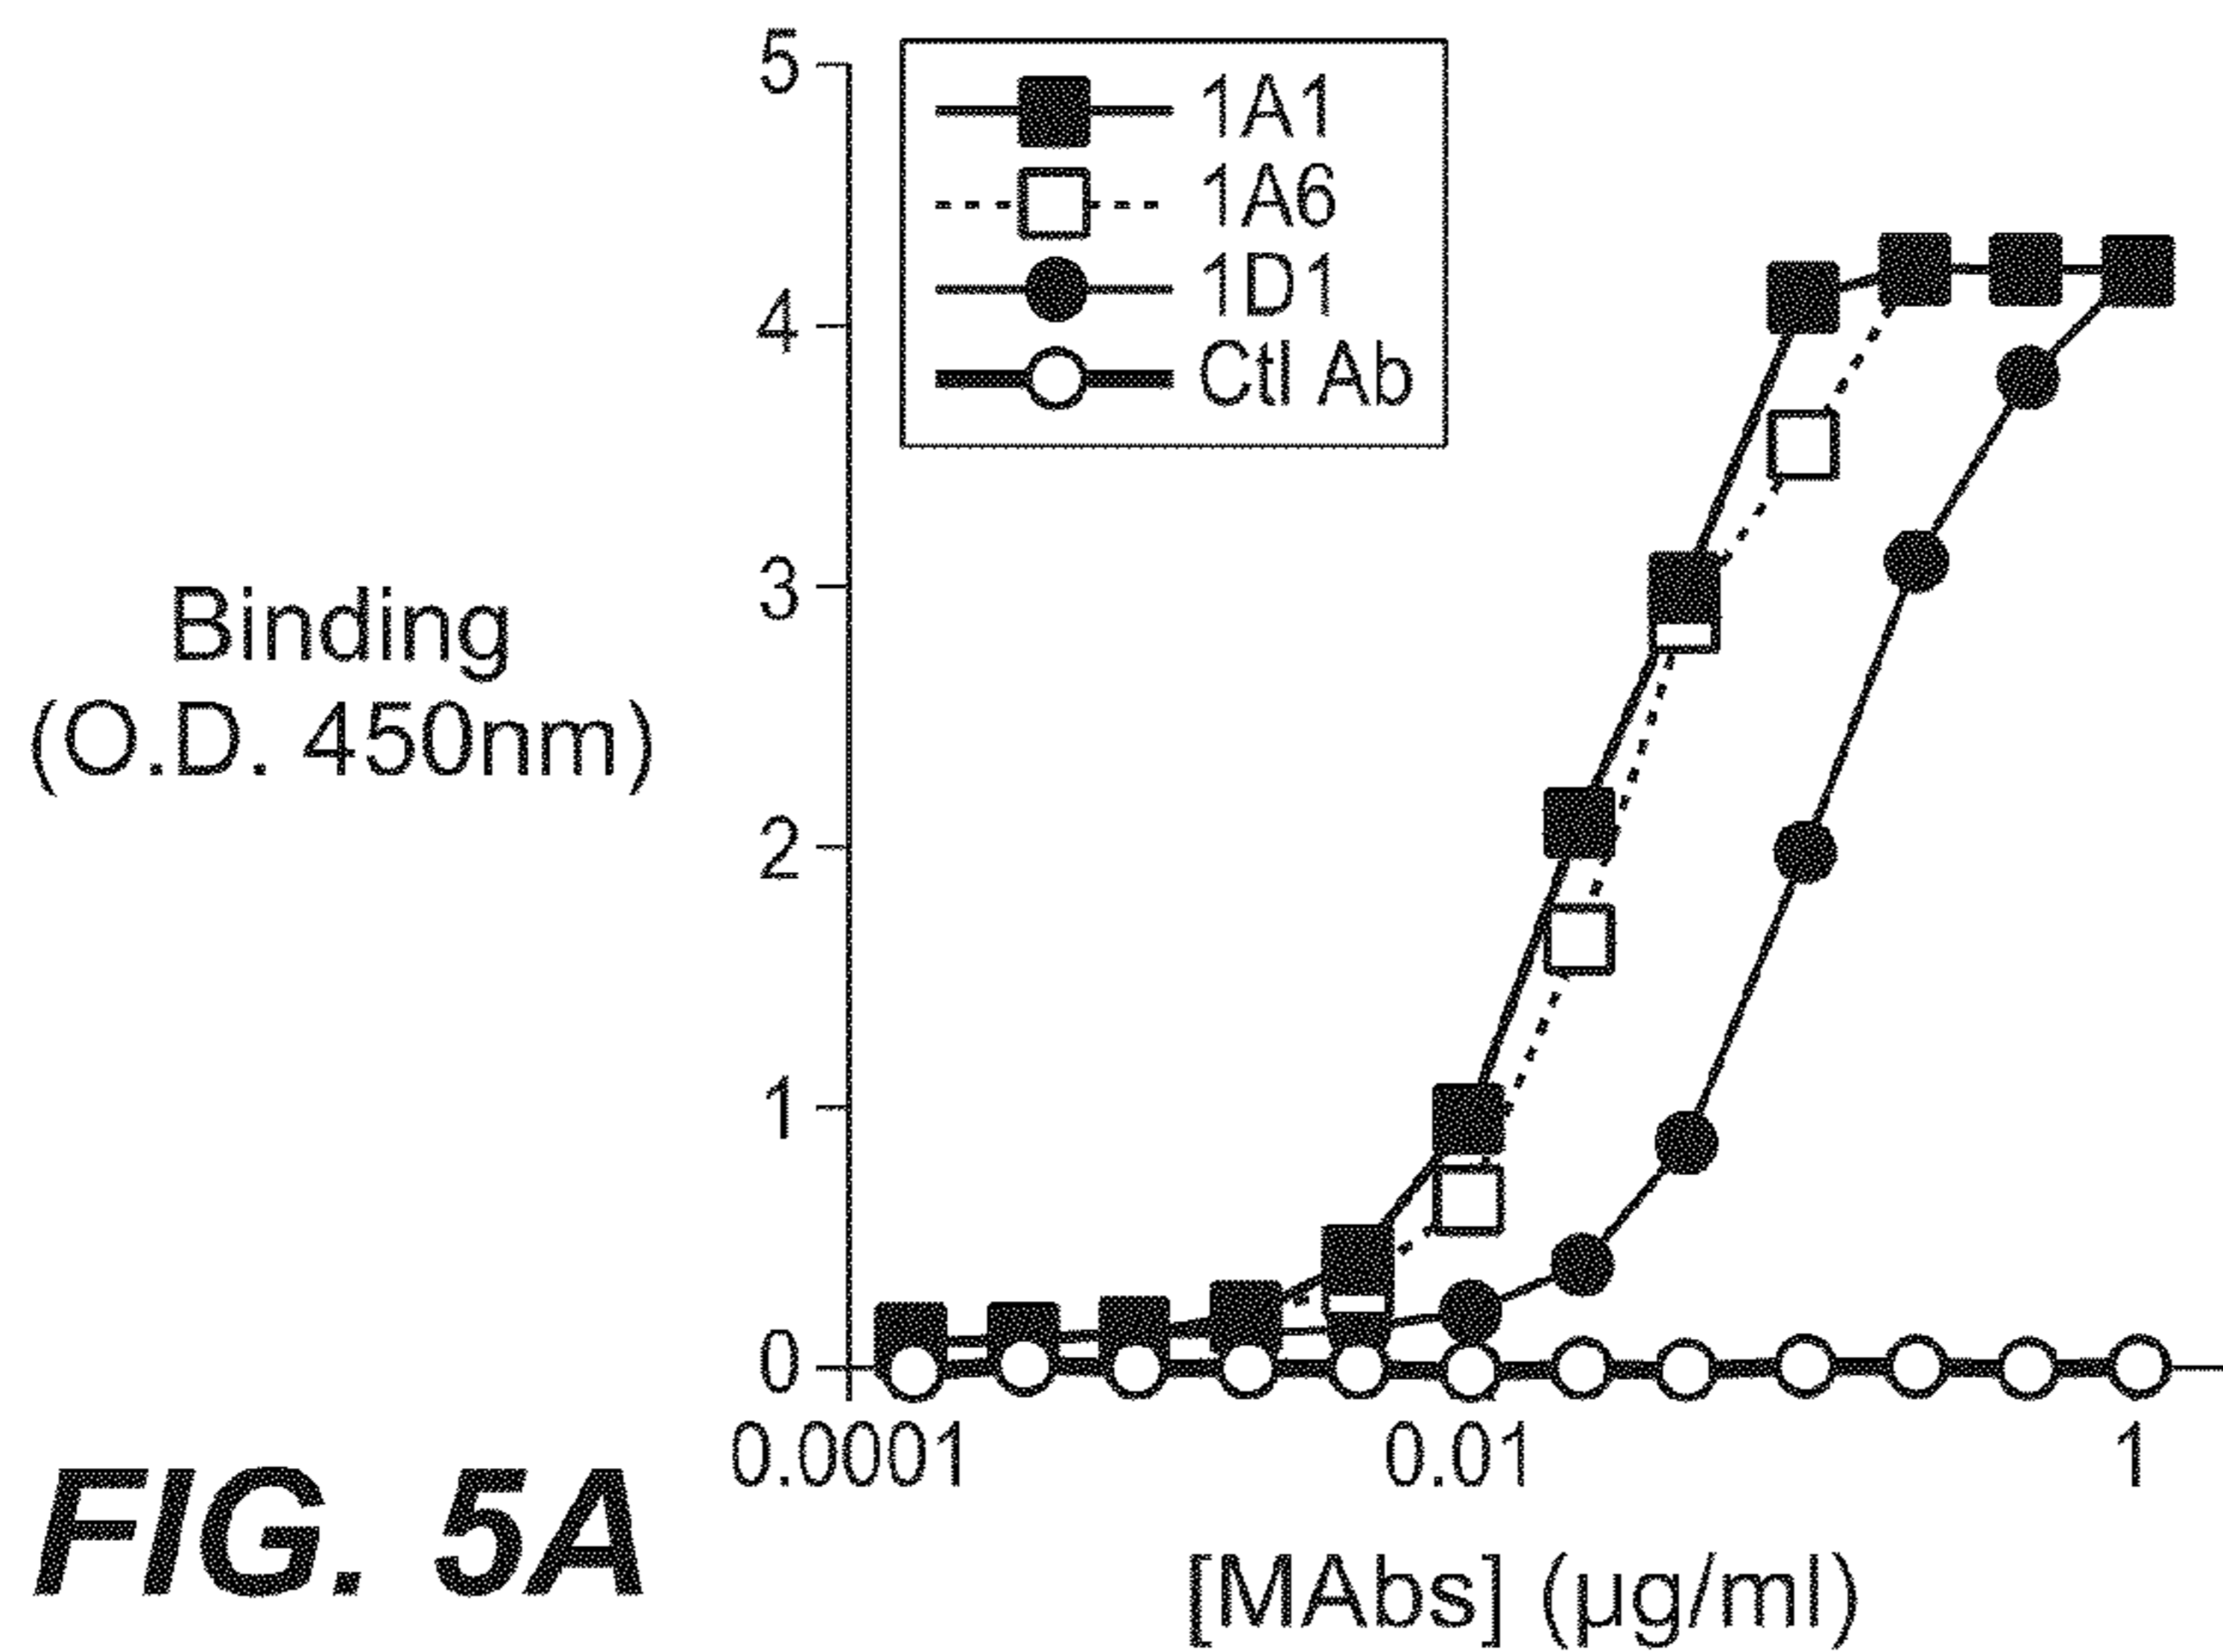 5
4
3
2
1
0
1A1
1A6
1D1
Ctl Ab
Binding
(O.D. 450nm)
0.0001
0.01
1
[MAbs] (µg/ml)
FIG. 5A